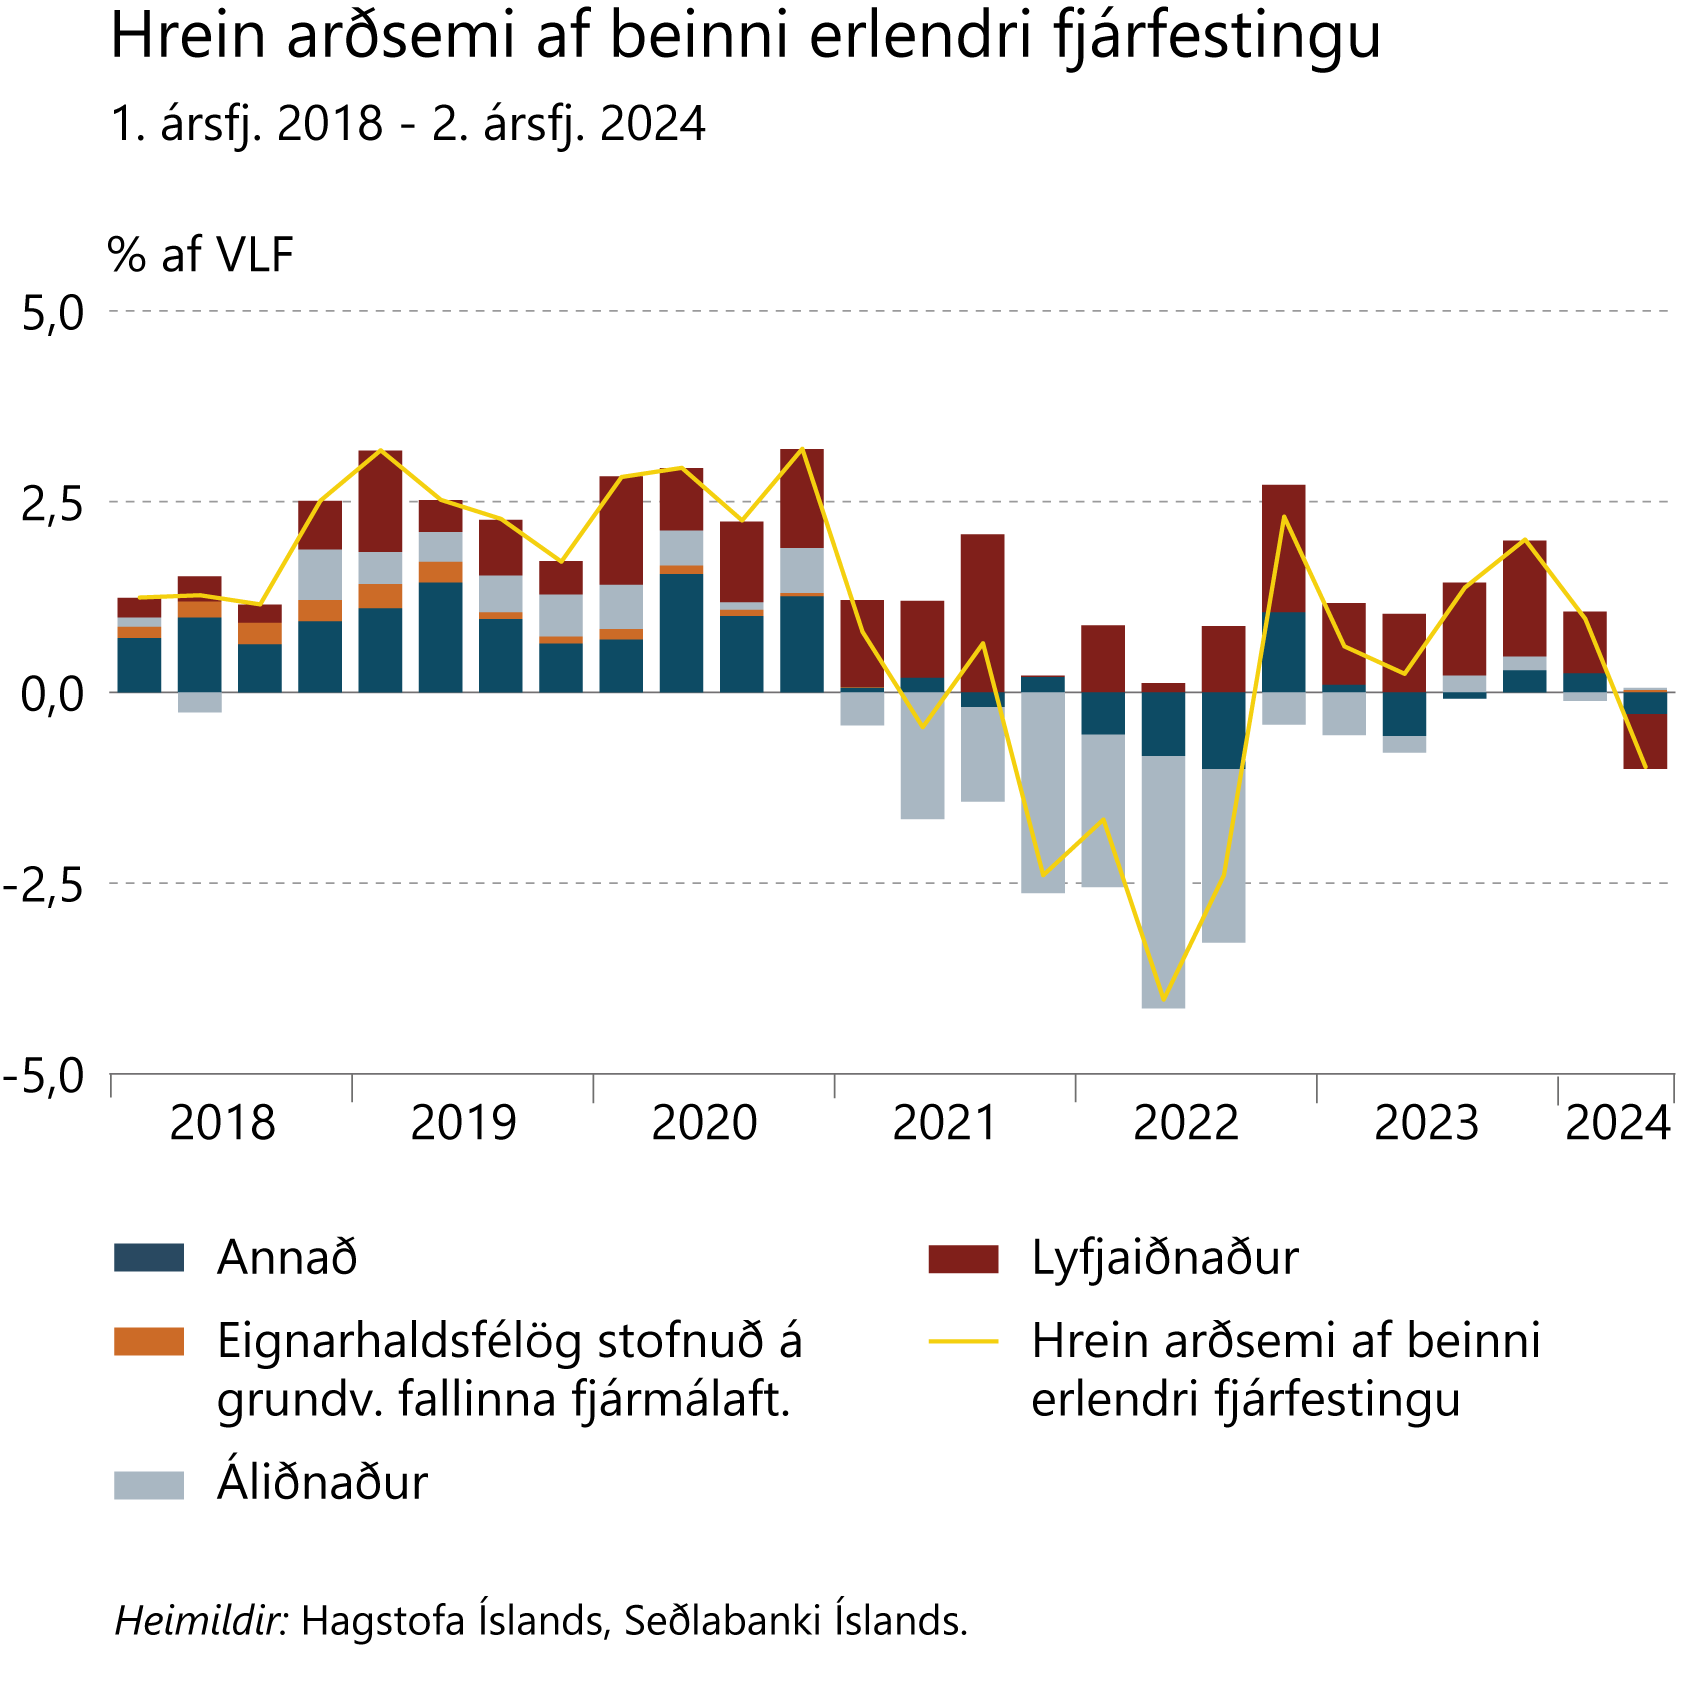 Hrein arðsemi af beinni erlendri fjárfestingu
1. ársfj. 2018 - 2. ársfj. 2024
% af VLF
5,0
2,5
0,0
-2,5
-5,0
2018
2019
2020
2021
2022
2023
2024
Annað
Eignarhaldsfélög stofnuð á
grundv. fallinna fjármálaft.
Áliðnaður
Lyfjaiðnaður
Hrein arðsemi af beinni
erlendri fjárfestingu
Heimildir: Hagstofa Íslands, Seðlabanki Íslands.